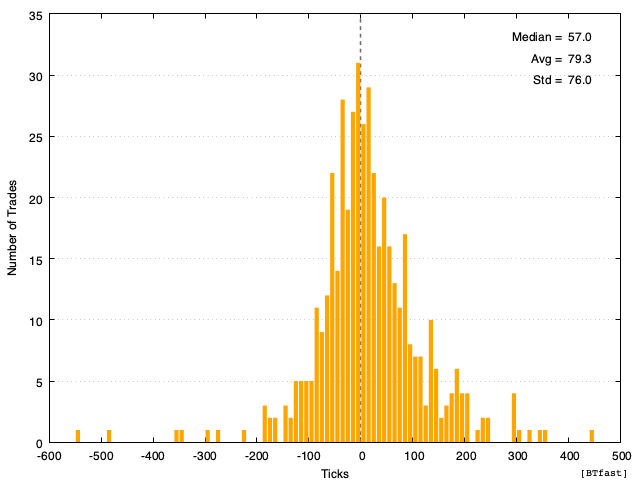 Median = 57.0
Avg = 79.3
Std = 76.0
Number of Trades
35
30
25
20
15
10
5
0
-600 -500 -400 -300 -200 -100 0 100 200 300 400 500
Ticks
[BTfast]